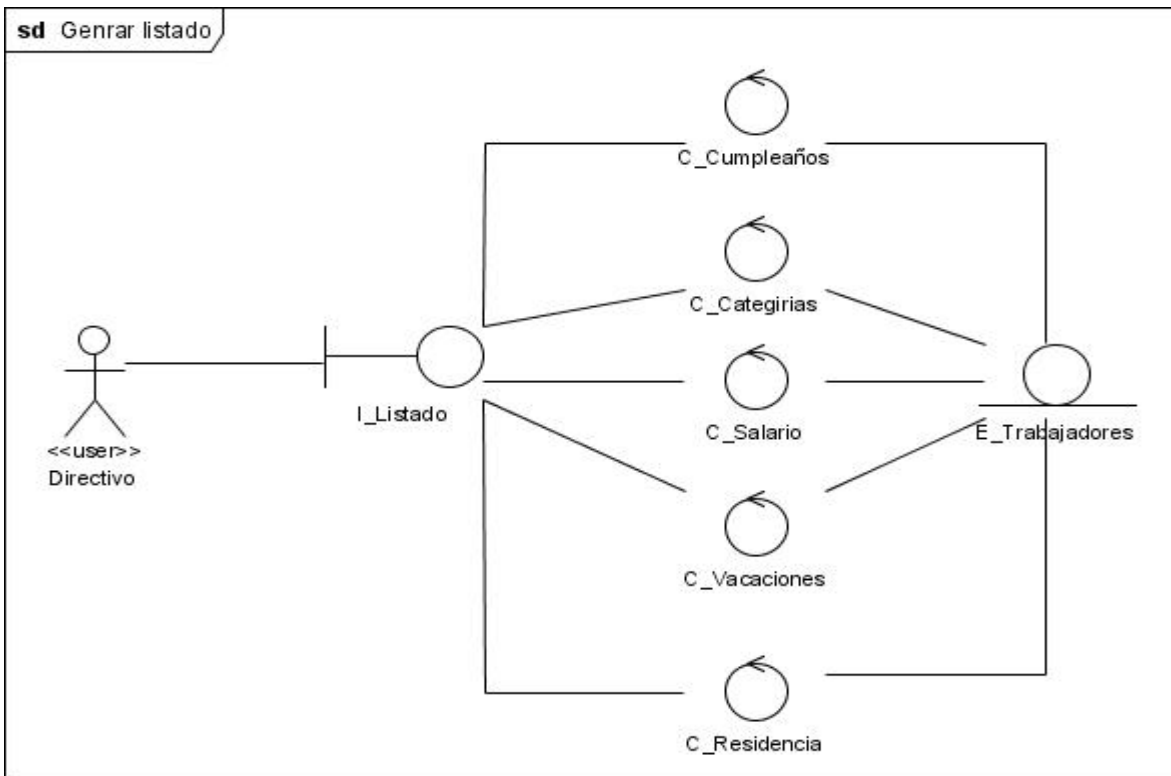 sd Genrar listado
C_Cumpleaños
C_Categirias
I_Listado
C_Salario
E_Trabajadores
<<user>>
Directivo
C_Vacaciones
C_Residencia